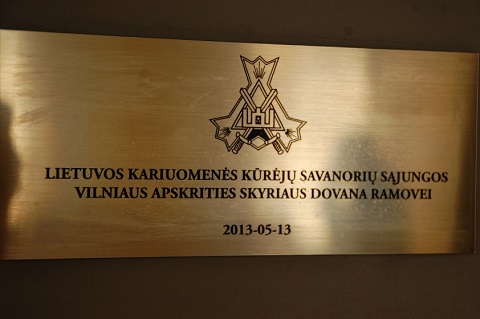 LIETUVOS KARIUOMENĖS KŪRĖJŲ SAVANORIŲ SĄJUNGOS
VILNIAUS APSKRITIES SKYRIAUS DOVANA RAMOVEI
2013-05-13